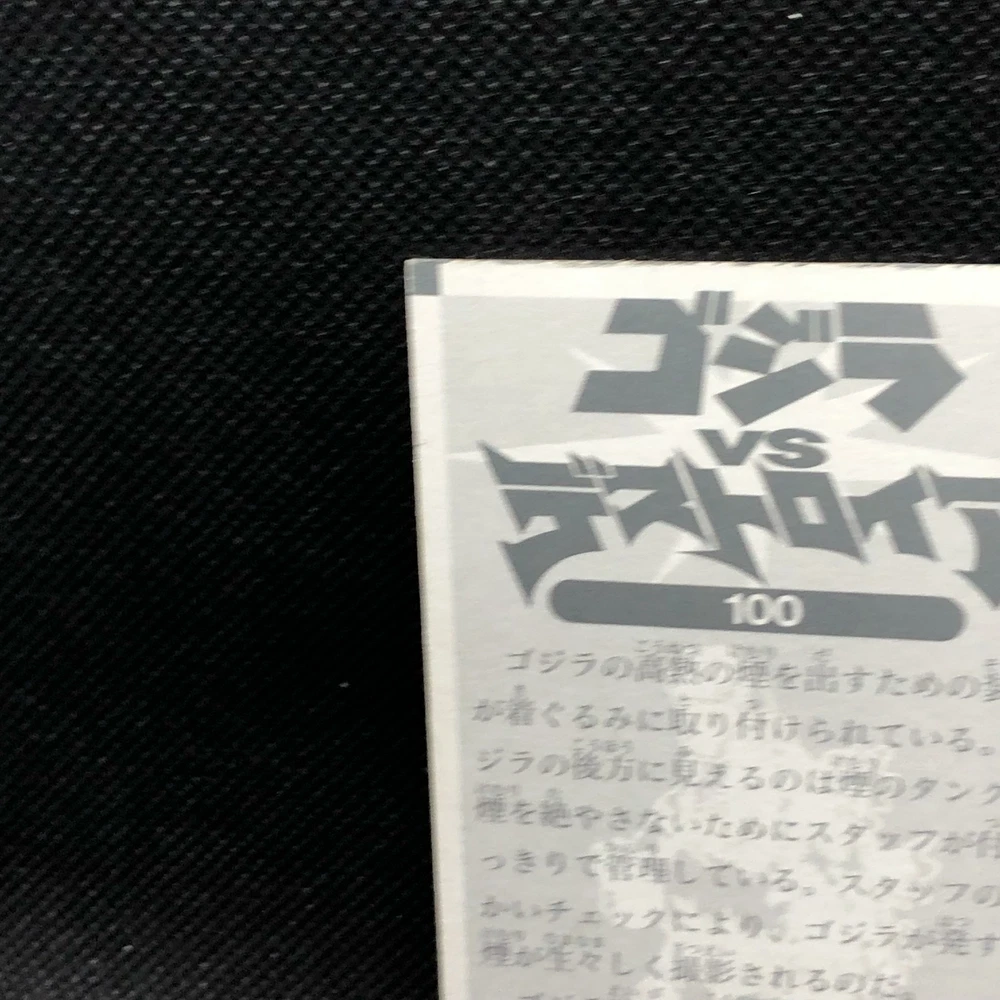 ゴジラ
VS
デストロイア
100
ゴジラの高熱の煙を出すための
が着ぐるみに取り付けられている。
ジラの後方に見えるのは煙のタンク
煙を絶やさないためにスタッフが付
っきりで管理している。スタッフの
かいチェックにより、ゴジラが発す
煙が生々しく撮影されるのだ。